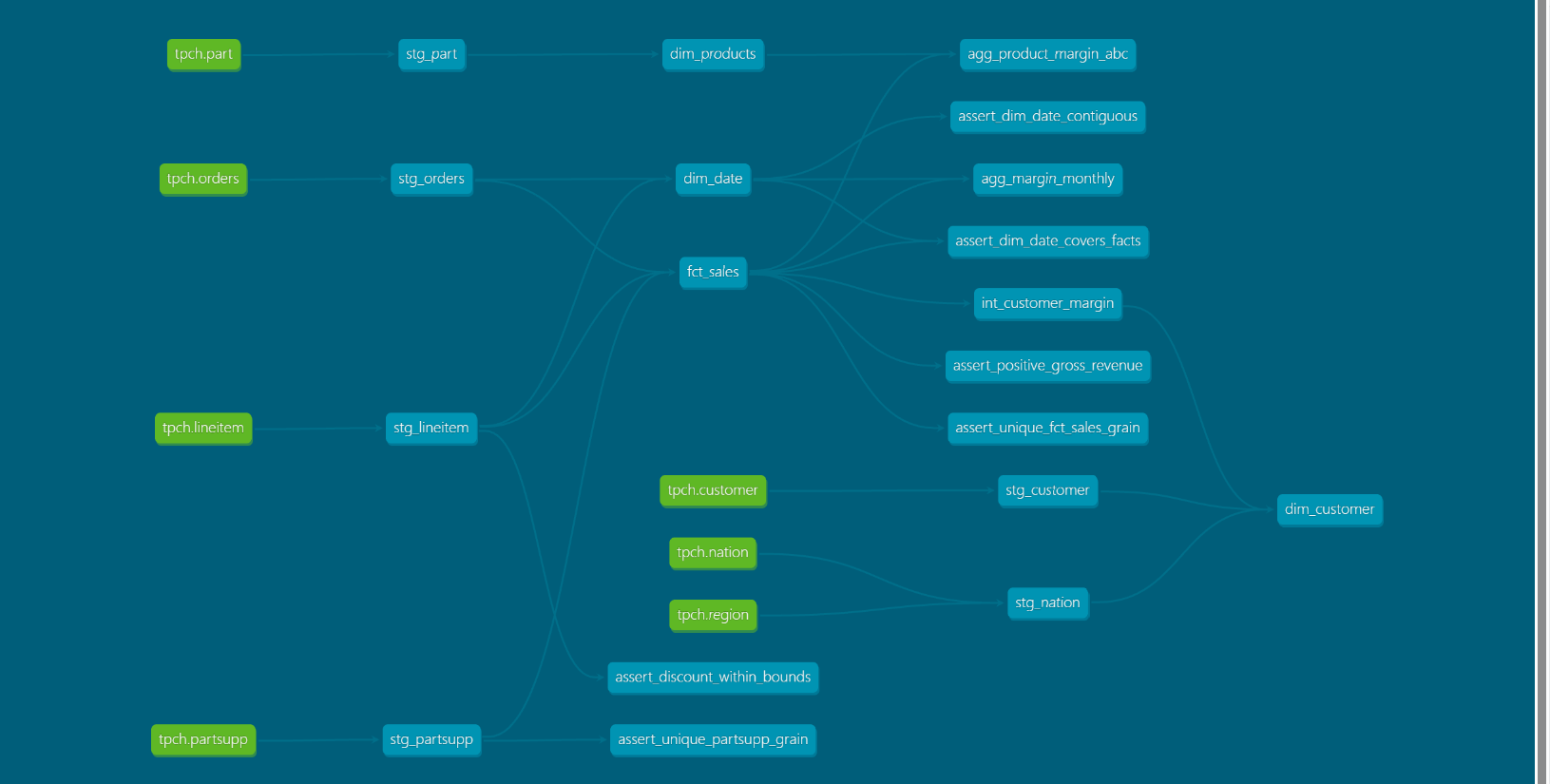 tpch.part
stg_part
dim_products
agg_product_margin_abc
assert_dim_date_contiguous
tpch.orders
stg_orders
dim_date
agg_margin_monthly
assert_dim_date_covers_facts
fct_sales
int_customer_margin
assert_positive_gross_revenue
tpch.lineitem
stg_lineitem
assert_unique_fct_sales_grain
tpch.customer
stg_customer
dim_customer
tpch.nation
stg_nation
tpch.region
assert_discount_within_bounds
tpch.partsupp
stg_partsupp
assert_unique_partsupp_grain